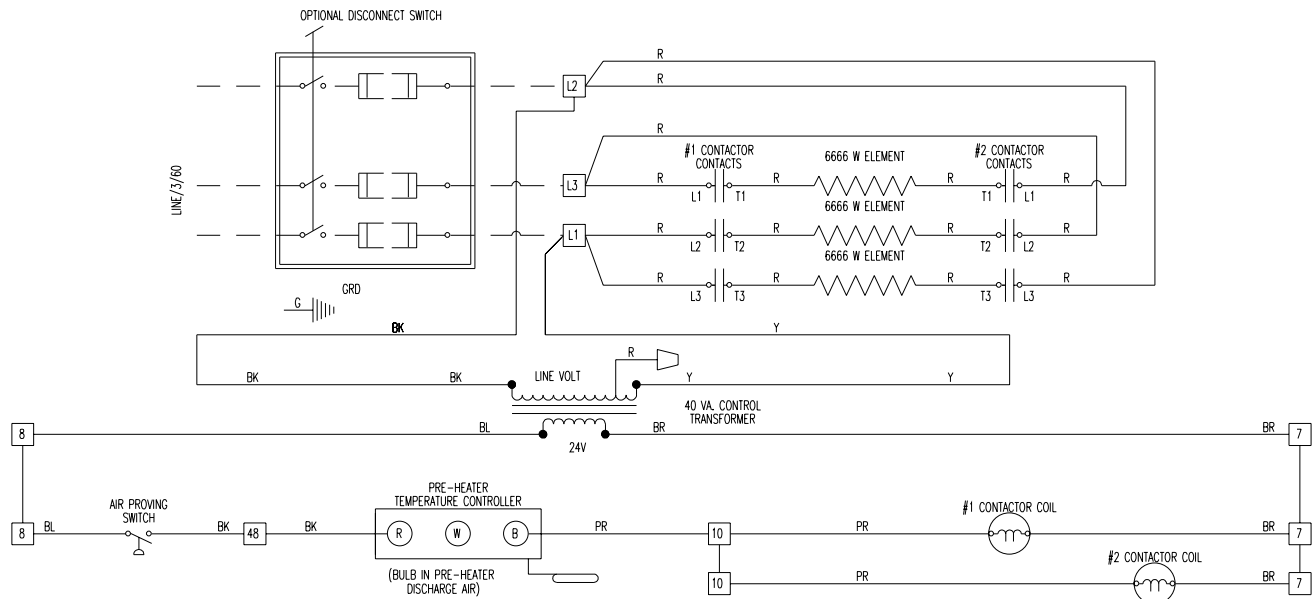 OPTIONAL DISCONNECT SWITCH
R
L2
R
R
#1 CONTACTOR
CONTACTS
6666 W ELEMENT
#2 CONTACTOR
CONTACTS
LINE/3/60
L3
R
L1
T1
R
R
T1
L1
R
6666 W ELEMENT
L1
R
L2
T2
R
R
T2
L2
R
6666 W ELEMENT
GRD
R
L3
T3
R
R
T3
L3
R
G
BK
Y
R
BK
BK
LINE VOLT
Y
Y
40 VA. CONTROL
TRANSFORMER
8
BL
24V
BR
BR
7
PRE-HEATER
TEMPERATURE CONTROLLER
AIR PROVING
SWITCH
#1 CONTACTOR COIL
8
BL
BK
48
BK
R
W
B
PR
10
PR
BR
7
#2 CONTACTOR COIL
(BULB IN PRE-HEATER
DISCHARGE AIR)
10
PR
BR
7